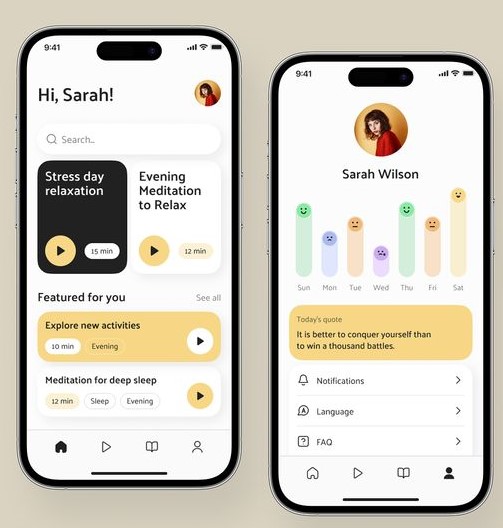 9:41
Hi, Sarah!
Search..
Stress day
relaxation
15 min
Evening
Meditation
to Relax
12 min
Featured for you
See all
Explore new activities
10 min
Evening
Meditation for deep sleep
12 min
Sleep
Evening
9:41
Sarah Wilson
Sun
Mon
Tue
Wed
Thu
Fri
Sat
Today's quote
It is better to conquer yourself than
to win a thousand battles.
Notifications
Language
FAQ